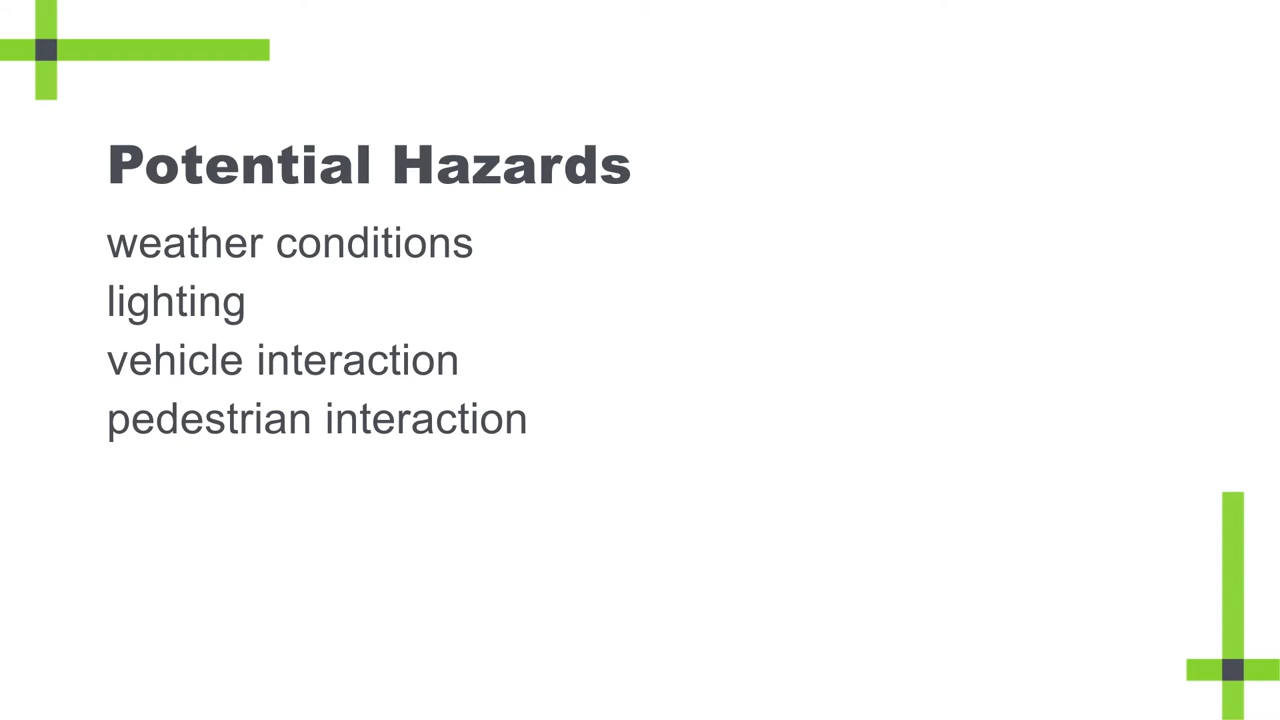 Potential Hazards
weather conditions
lighting
vehicle interaction
pedestrian interaction